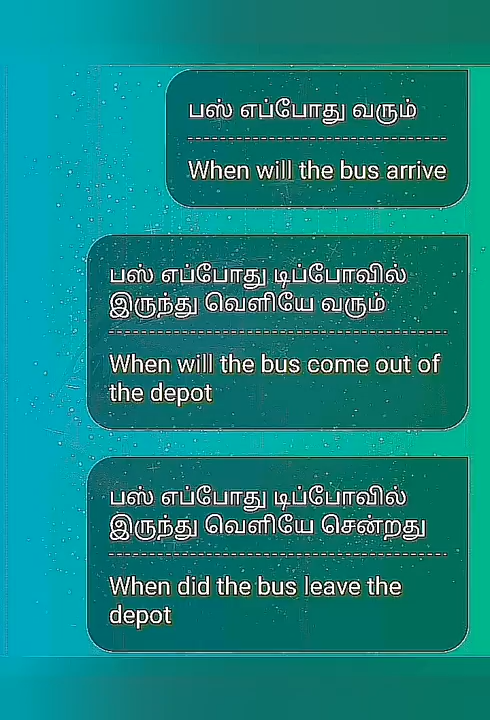 பஸ் எப்போது வரும்
When will the bus arrive
பஸ் எப்போது டிப்போவில்
இருந்து வெளியே வரும்
When will the bus come out of
the depot
பஸ் எப்போது டிப்போவில்
இருந்து வெளியே சென்றது
When did the bus leave the
depot